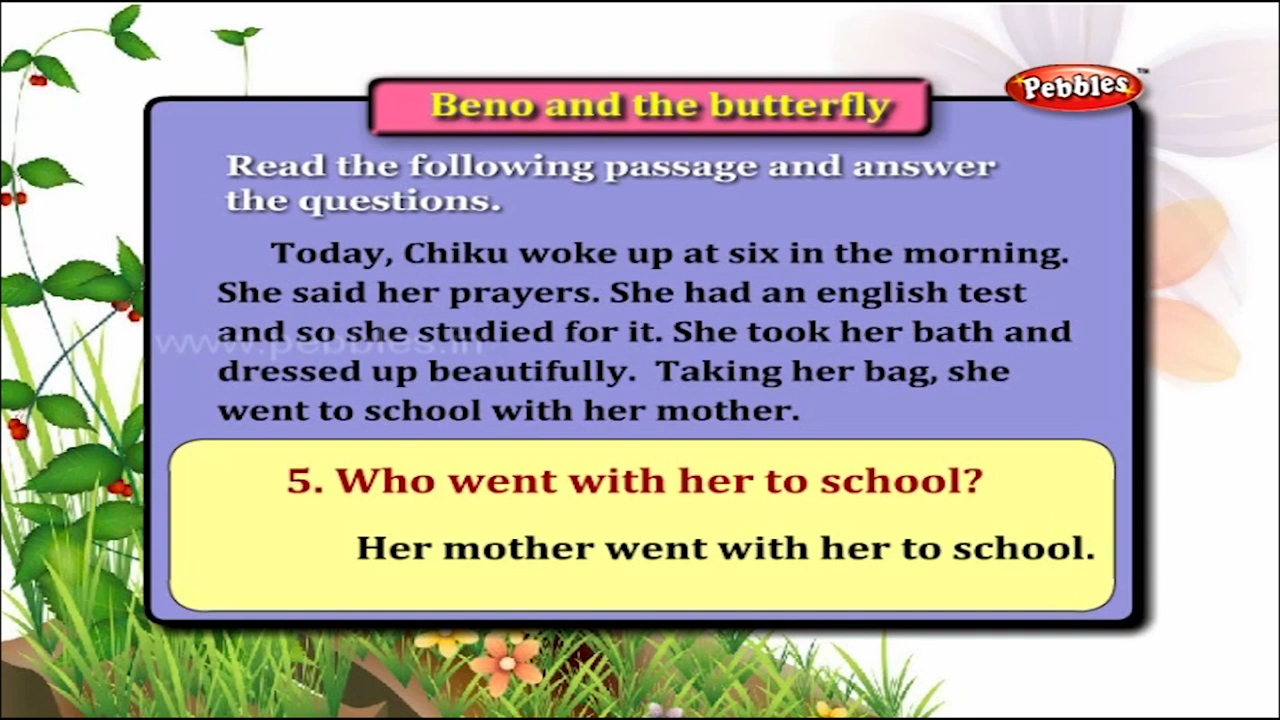 Pebbles™
Beno and the butterfly
Read the following passage and answer
the questions.
Today, Chiku woke up at six in the morning.
She said her prayers. She had an english test
and so she studied for it. She took her bath and
www.pebbles.in
dressed up beautifully. Taking her bag, she
went to school with her mother.
5. Who went with her to school?
Her mother went with her to school.